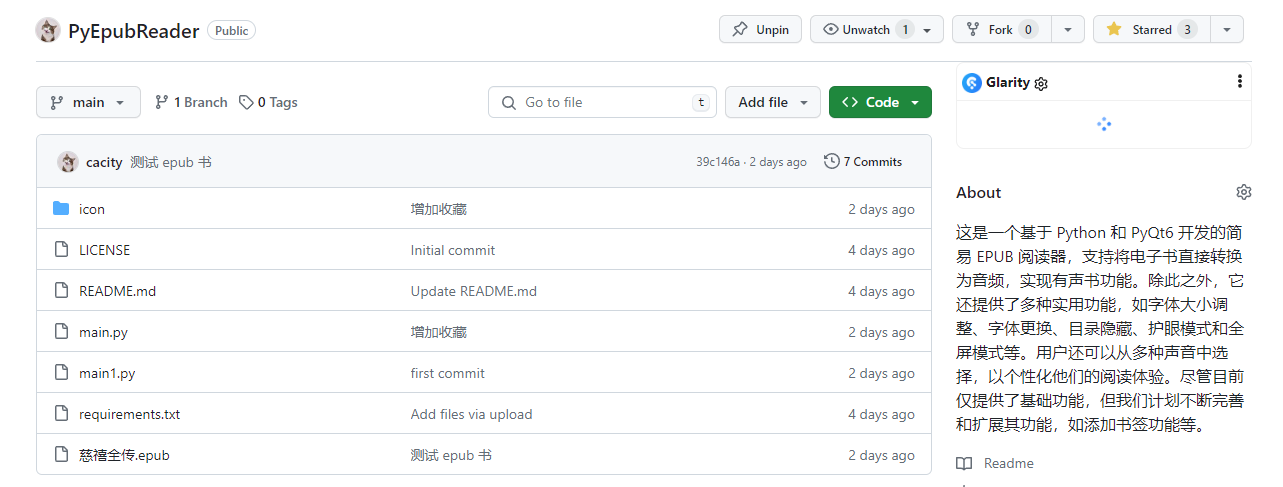 PyEpubReader Public Unpin Unwatch 1 Fork 0 Starred 3
main 1 Branch 0 Tags Go to file t Add file Code
Glarity
cacity 测试 epub 书 39c146a · 2 days ago 7 Commits
icon 增加收藏 2 days ago
LICENSE Initial commit 4 days ago
README.md Update README.md 4 days ago
main.py 增加收藏 2 days ago
main1.py first commit 2 days ago
requirements.txt Add files via upload 4 days ago
慈禧全传.epub 测试 epub 书 2 days ago
About
这是一个基于 Python 和 PyQt6 开发的简
易 EPUB 阅读器，支持将电子书直接转换
为音频，实现有声书功能。除此之外，它
还提供了多种实用功能，如字体大小调
整、字体更换、目录隐藏、护眼模式和全
屏模式等。用户还可以从多种声音中选
择，以个性化他们的阅读体验。尽管目前
仅提供了基础功能，但我们计划不断完善
和扩展其功能，如添加书签功能等。
Readme